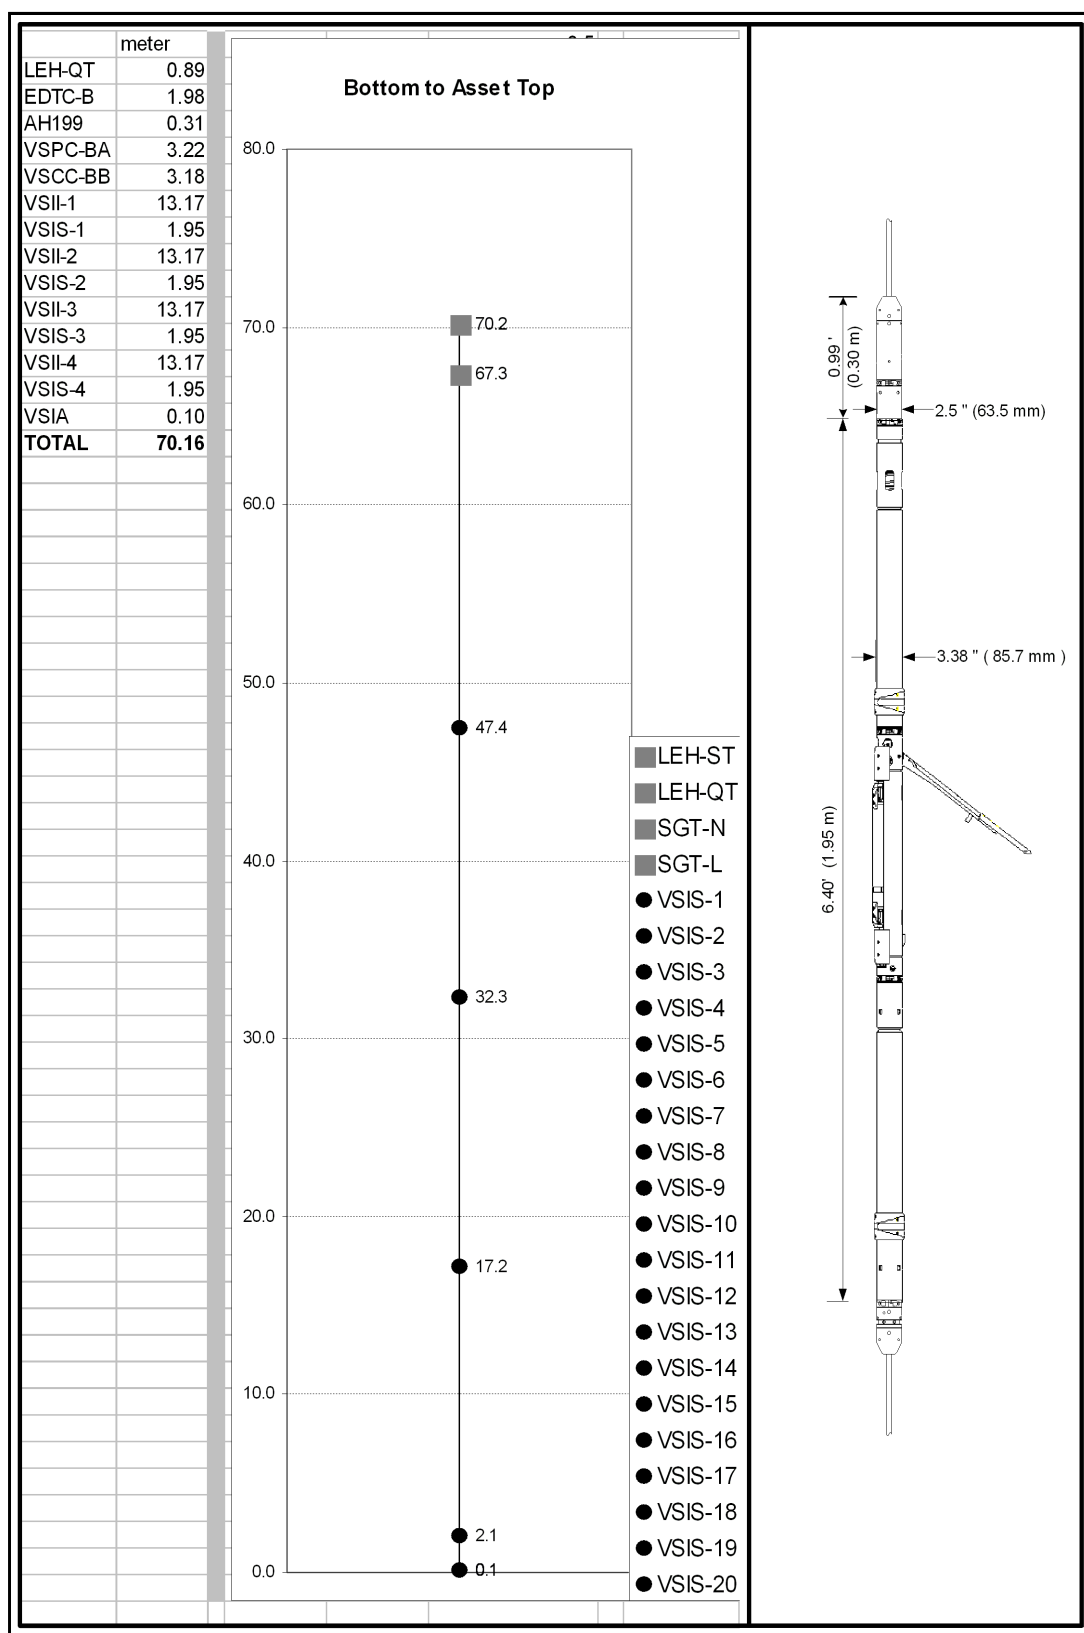 meter
LEH-QT 0.89
EDTC-B 1.98
AH199 0.31
VSPC-BA 3.22
VSCC-BB 3.18
VSII-1 13.17
VSIS-1 1.95
VSII-2 13.17
VSIS-2 1.95
VSII-3 13.17
VSIS-3 1.95
VSII-4 13.17
VSIS-4 1.95
VSIA 0.10
TOTAL 70.16
Bottom to Asset Top
80.0
70.0
60.0
50.0
40.0
30.0
20.0
10.0
0.0
70.2
67.3
47.4
32.3
17.2
2.1
0.1
LEH-ST
LEH-QT
SGT-N
SGT-L
VSIS-1
VSIS-2
VSIS-3
VSIS-4
VSIS-5
VSIS-6
VSIS-7
VSIS-8
VSIS-9
VSIS-10
VSIS-11
VSIS-12
VSIS-13
VSIS-14
VSIS-15
VSIS-16
VSIS-17
VSIS-18
VSIS-19
VSIS-20
0.99 '
(0.30 m)
2.5 " (63.5 mm)
3.38 " ( 85.7 mm )
6.40' (1.95 m)